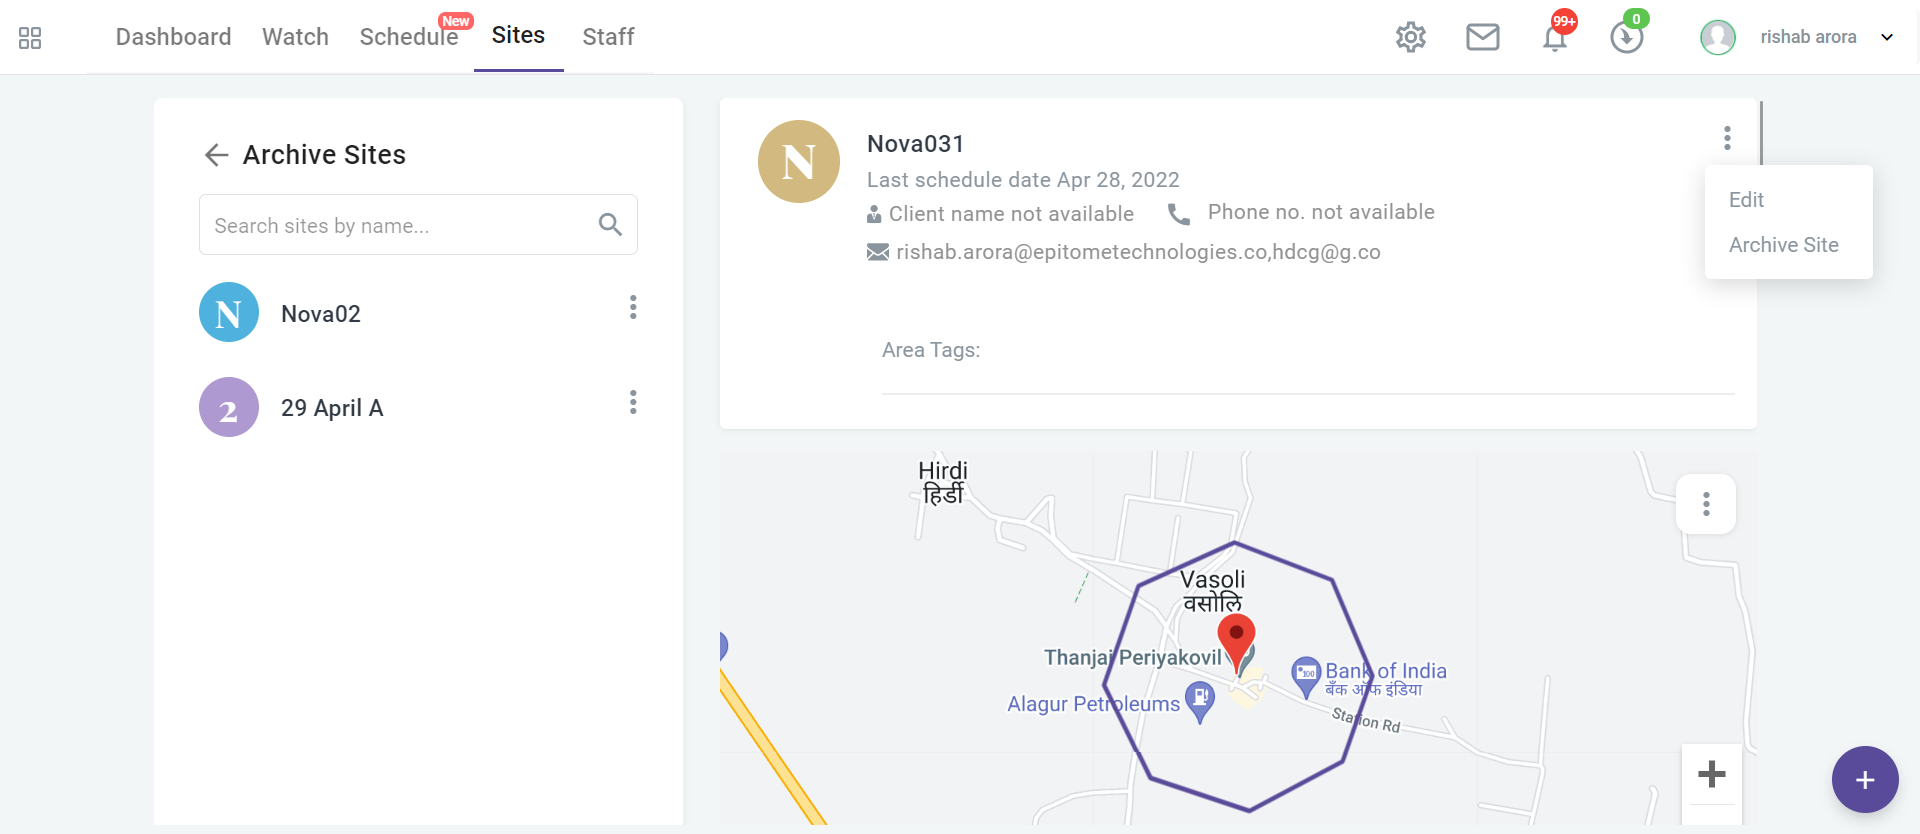 Dashboard Watch Schedule New Sites Staff
99+ 0 rishab arora
Archive Sites
Search sites by name...
N Nova02
2 29 April A
N Nova031
Last schedule date Apr 28, 2022
Client name not available Phone no. not available
rishab.arora@epitometechnologies.co,hdcg@g.co
Edit
Archive Site
Area Tags:
Hirdi
हिर्डी
Vasoli
वसोलि
Thanjai Periyakovil
Bank of India
बँक ऑफ इंडिया
100
Alagur Petroleums
Station Rd
+
+